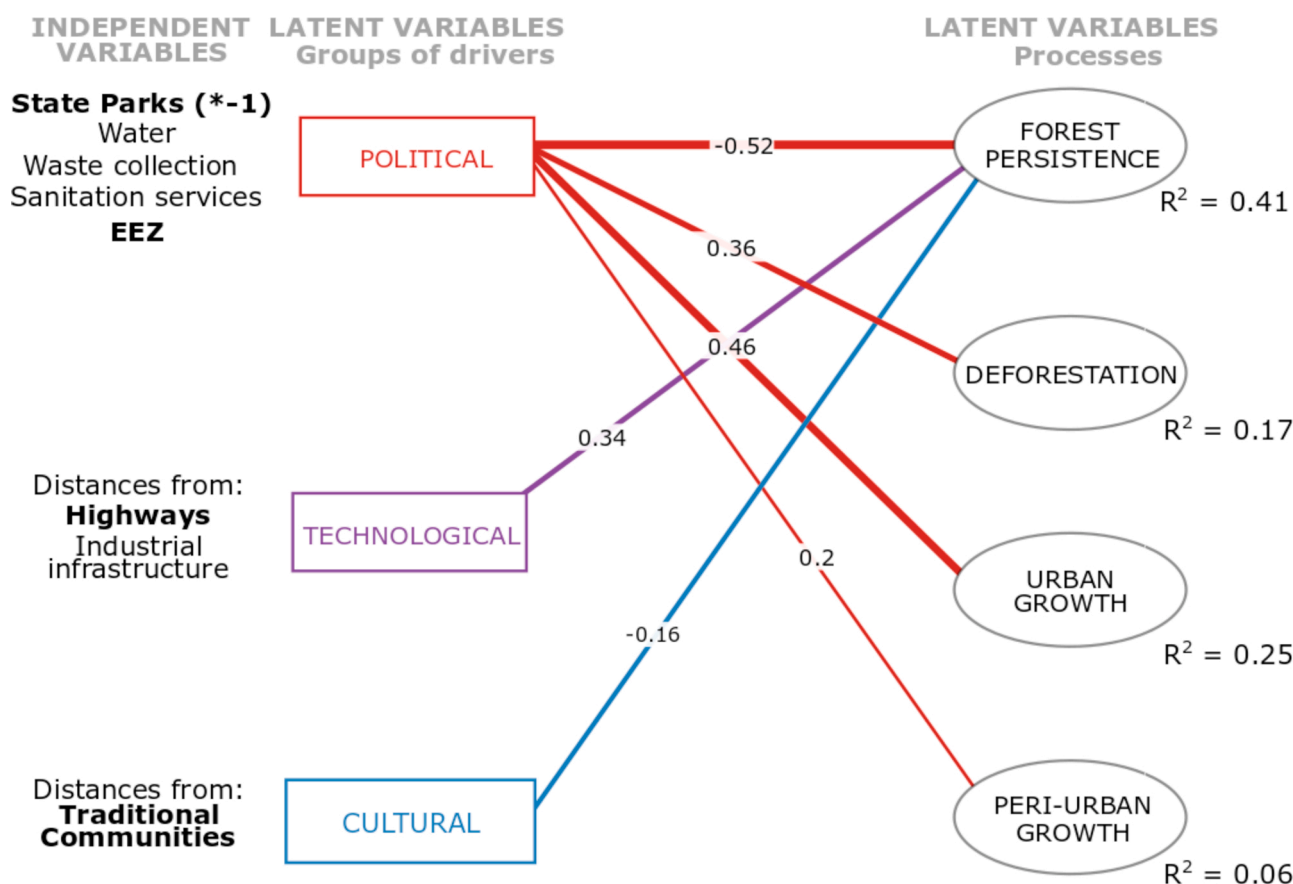 INDEPENDENT VARIABLES
LATENT VARIABLES
Groups of drivers
LATENT VARIABLES
Processes
State Parks (*-1)
Water
Waste collection
Sanitation services
EEZ
POLITICAL
-0.52
0.36
0.46
0.2
FOREST
PERSISTENCE
R² = 0.41
DEFORESTATION
R² = 0.17
Distances from:
Highways
Industrial
infrastructure
TECHNOLOGICAL
0.34
URBAN
GROWTH
R² = 0.25
Distances from:
Traditional
Communities
CULTURAL
-0.16
PERI-URBAN
GROWTH
R² = 0.06